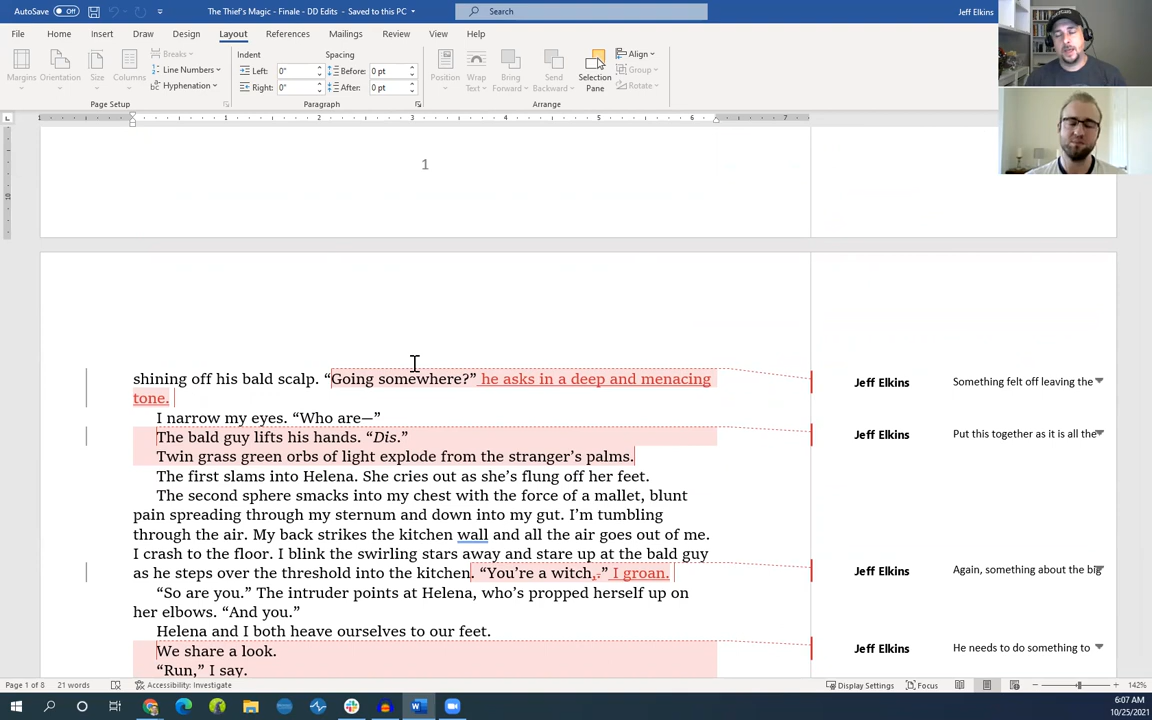 AutoSave Off The Thief's Magic - Finale - DD Edits - Saved to this PC Search Jeff Elkins
File Home Insert Draw Design Layout References Mailings Review View Help
Margins Orientation Size Columns Breaks Line Numbers Hyphenation
Page Setup
Indent Spacing
Left: 0" Before: 0 pt
Right: 0" After: 0 pt
Paragraph
Position Wrap Text Bring Forward Send Backward Selection Pane Align Group Rotate
Arrange
1 1 2 3 4 5 6 7
10
1
shining off his bald scalp. “Going somewhere?” he asks in a deep and menacing
tone.
I narrow my eyes. “Who are—”
The bald guy lifts his hands. “Dis.”
Twin grass green orbs of light explode from the stranger’s palms.
The first slams into Helena. She cries out as she’s flung off her feet.
The second sphere smacks into my chest with the force of a mallet, blunt
pain spreading through my sternum and down into my gut. I’m tumbling
through the air. My back strikes the kitchen wall and all the air goes out of me.
I crash to the floor. I blink the swirling stars away and stare up at the bald guy
as he steps over the threshold into the kitchen. “You’re a witch,.” I groan.
“So are you.” The intruder points at Helena, who’s propped herself up on
her elbows. “And you.”
Helena and I both heave ourselves to our feet.
We share a look.
“Run,” I say.
Jeff Elkins Something felt off leaving the
Jeff Elkins Put this together as it is all the
Jeff Elkins Again, something about the big
Jeff Elkins He needs to do something to
Page 1 of 8 21 words Accessibility: Investigate Display Settings Focus 142%
6:07 AM
10/25/2021